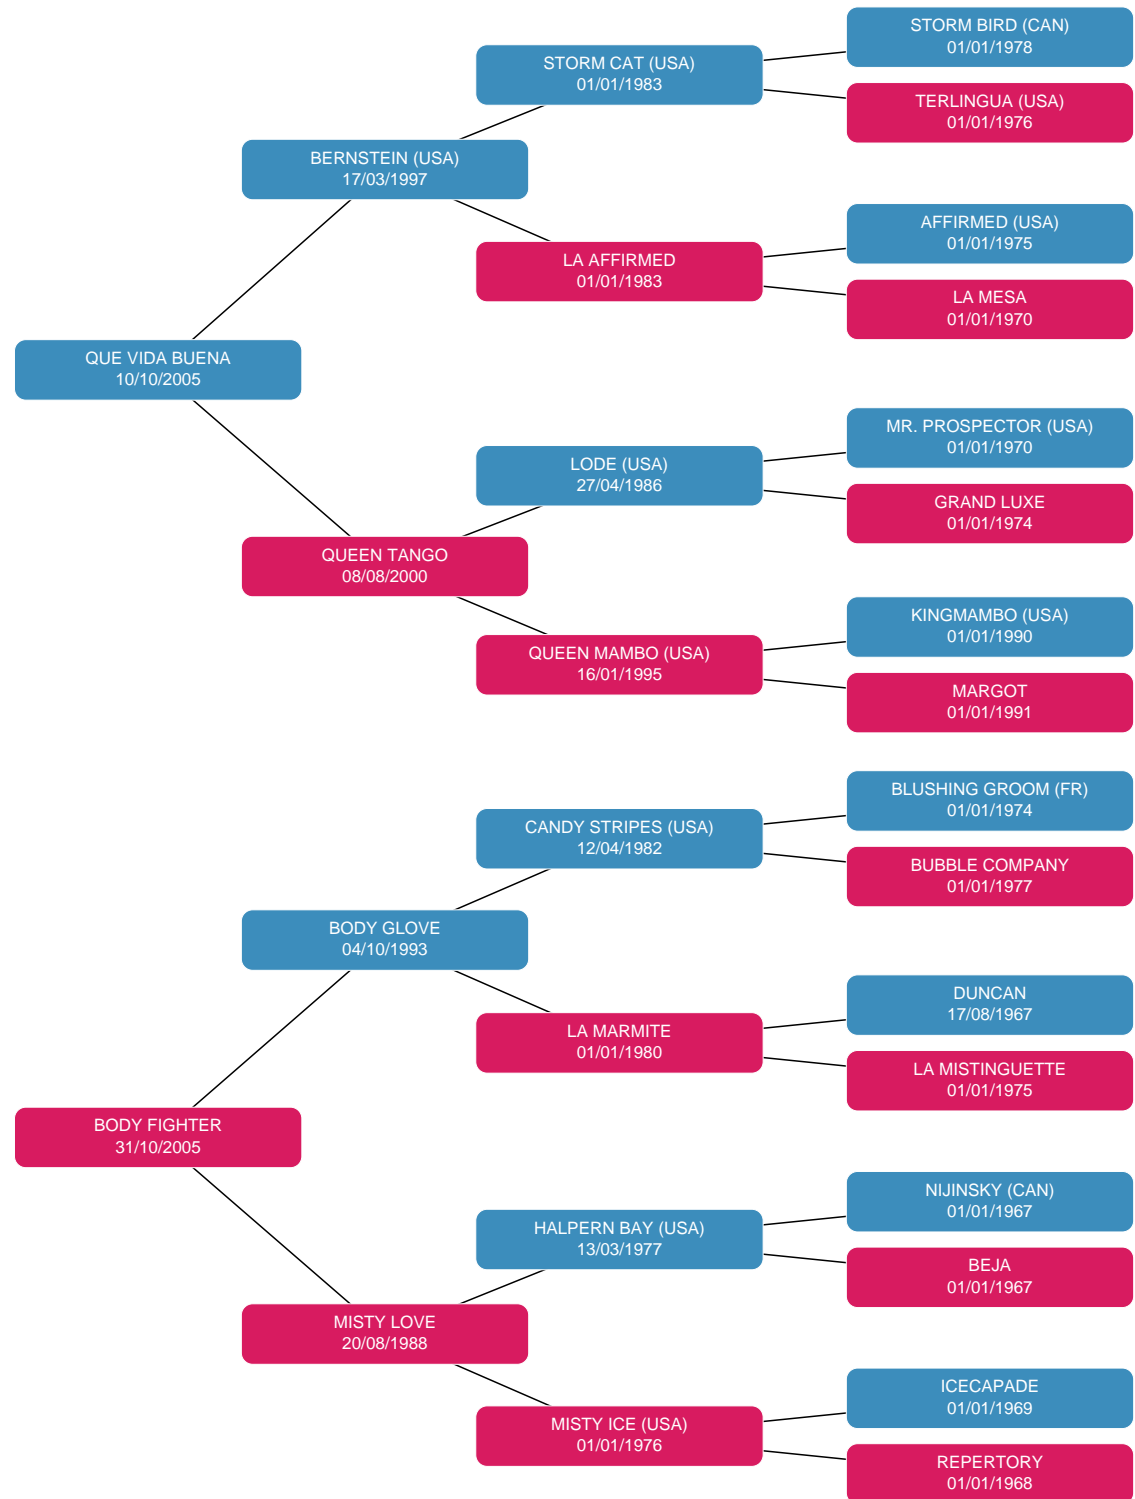 STORM BIRD (CAN)
01/01/1978
STORM CAT (USA)
01/01/1983
TERLINGUA (USA)
01/01/1976
BERNSTEIN (USA)
17/03/1997
AFFIRMED (USA)
01/01/1975
LA AFFIRMED
01/01/1983
LA MESA
01/01/1970
QUE VIDA BUENA
10/10/2005
MR. PROSPECTOR (USA)
01/01/1970
LODE (USA)
27/04/1986
GRAND LUXE
01/01/1974
QUEEN TANGO
08/08/2000
KINGMAMBO (USA)
01/01/1990
QUEEN MAMBO (USA)
16/01/1995
MARGOT
01/01/1991
BLUSHING GROOM (FR)
01/01/1974
CANDY STRIPES (USA)
12/04/1982
BUBBLE COMPANY
01/01/1977
BODY GLOVE
04/10/1993
DUNCAN
17/08/1967
LA MARMITE
01/01/1980
LA MISTINGUETTE
01/01/1975
BODY FIGHTER
31/10/2005
NIJINSKY (CAN)
01/01/1967
HALPERN BAY (USA)
13/03/1977
BEJA
01/01/1967
MISTY LOVE
20/08/1988
ICECAPADE
01/01/1969
MISTY ICE (USA)
01/01/1976
REPERTORY
01/01/1968